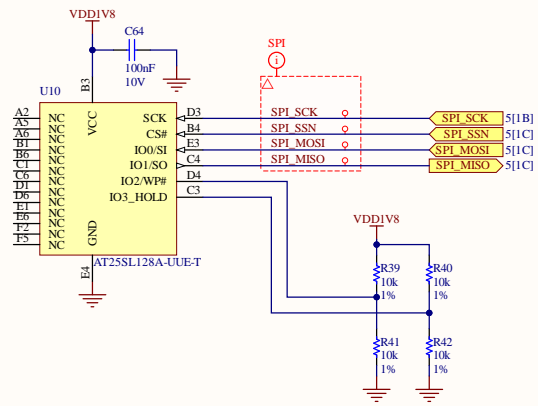 VDD1V8
C64
100nF
10V
SPI
i
U10
B3
VCC
A2 NC
A5 NC
A6 NC
B1 NC
B6 NC
C1 NC
C6 NC
D1 NC
D6 NC
E1 NC
E6 NC
F2 NC
F5 NC
SCK D3 SPI_SCK SPI_SCK 5[1B]
CS# B4 SPI_SSN SPI_SSN 5[1C]
IO0/SI E3 SPI_MOSI SPI_MOSI 5[1C]
IO1/SO C4 SPI_MISO SPI_MISO 5[1C]
IO2/WP# D4
IO3_HOLD C3
GND
E4
AT25SL128A-UUE-T
VDD1V8
R39
10k
1%
R40
10k
1%
R41
10k
1%
R42
10k
1%